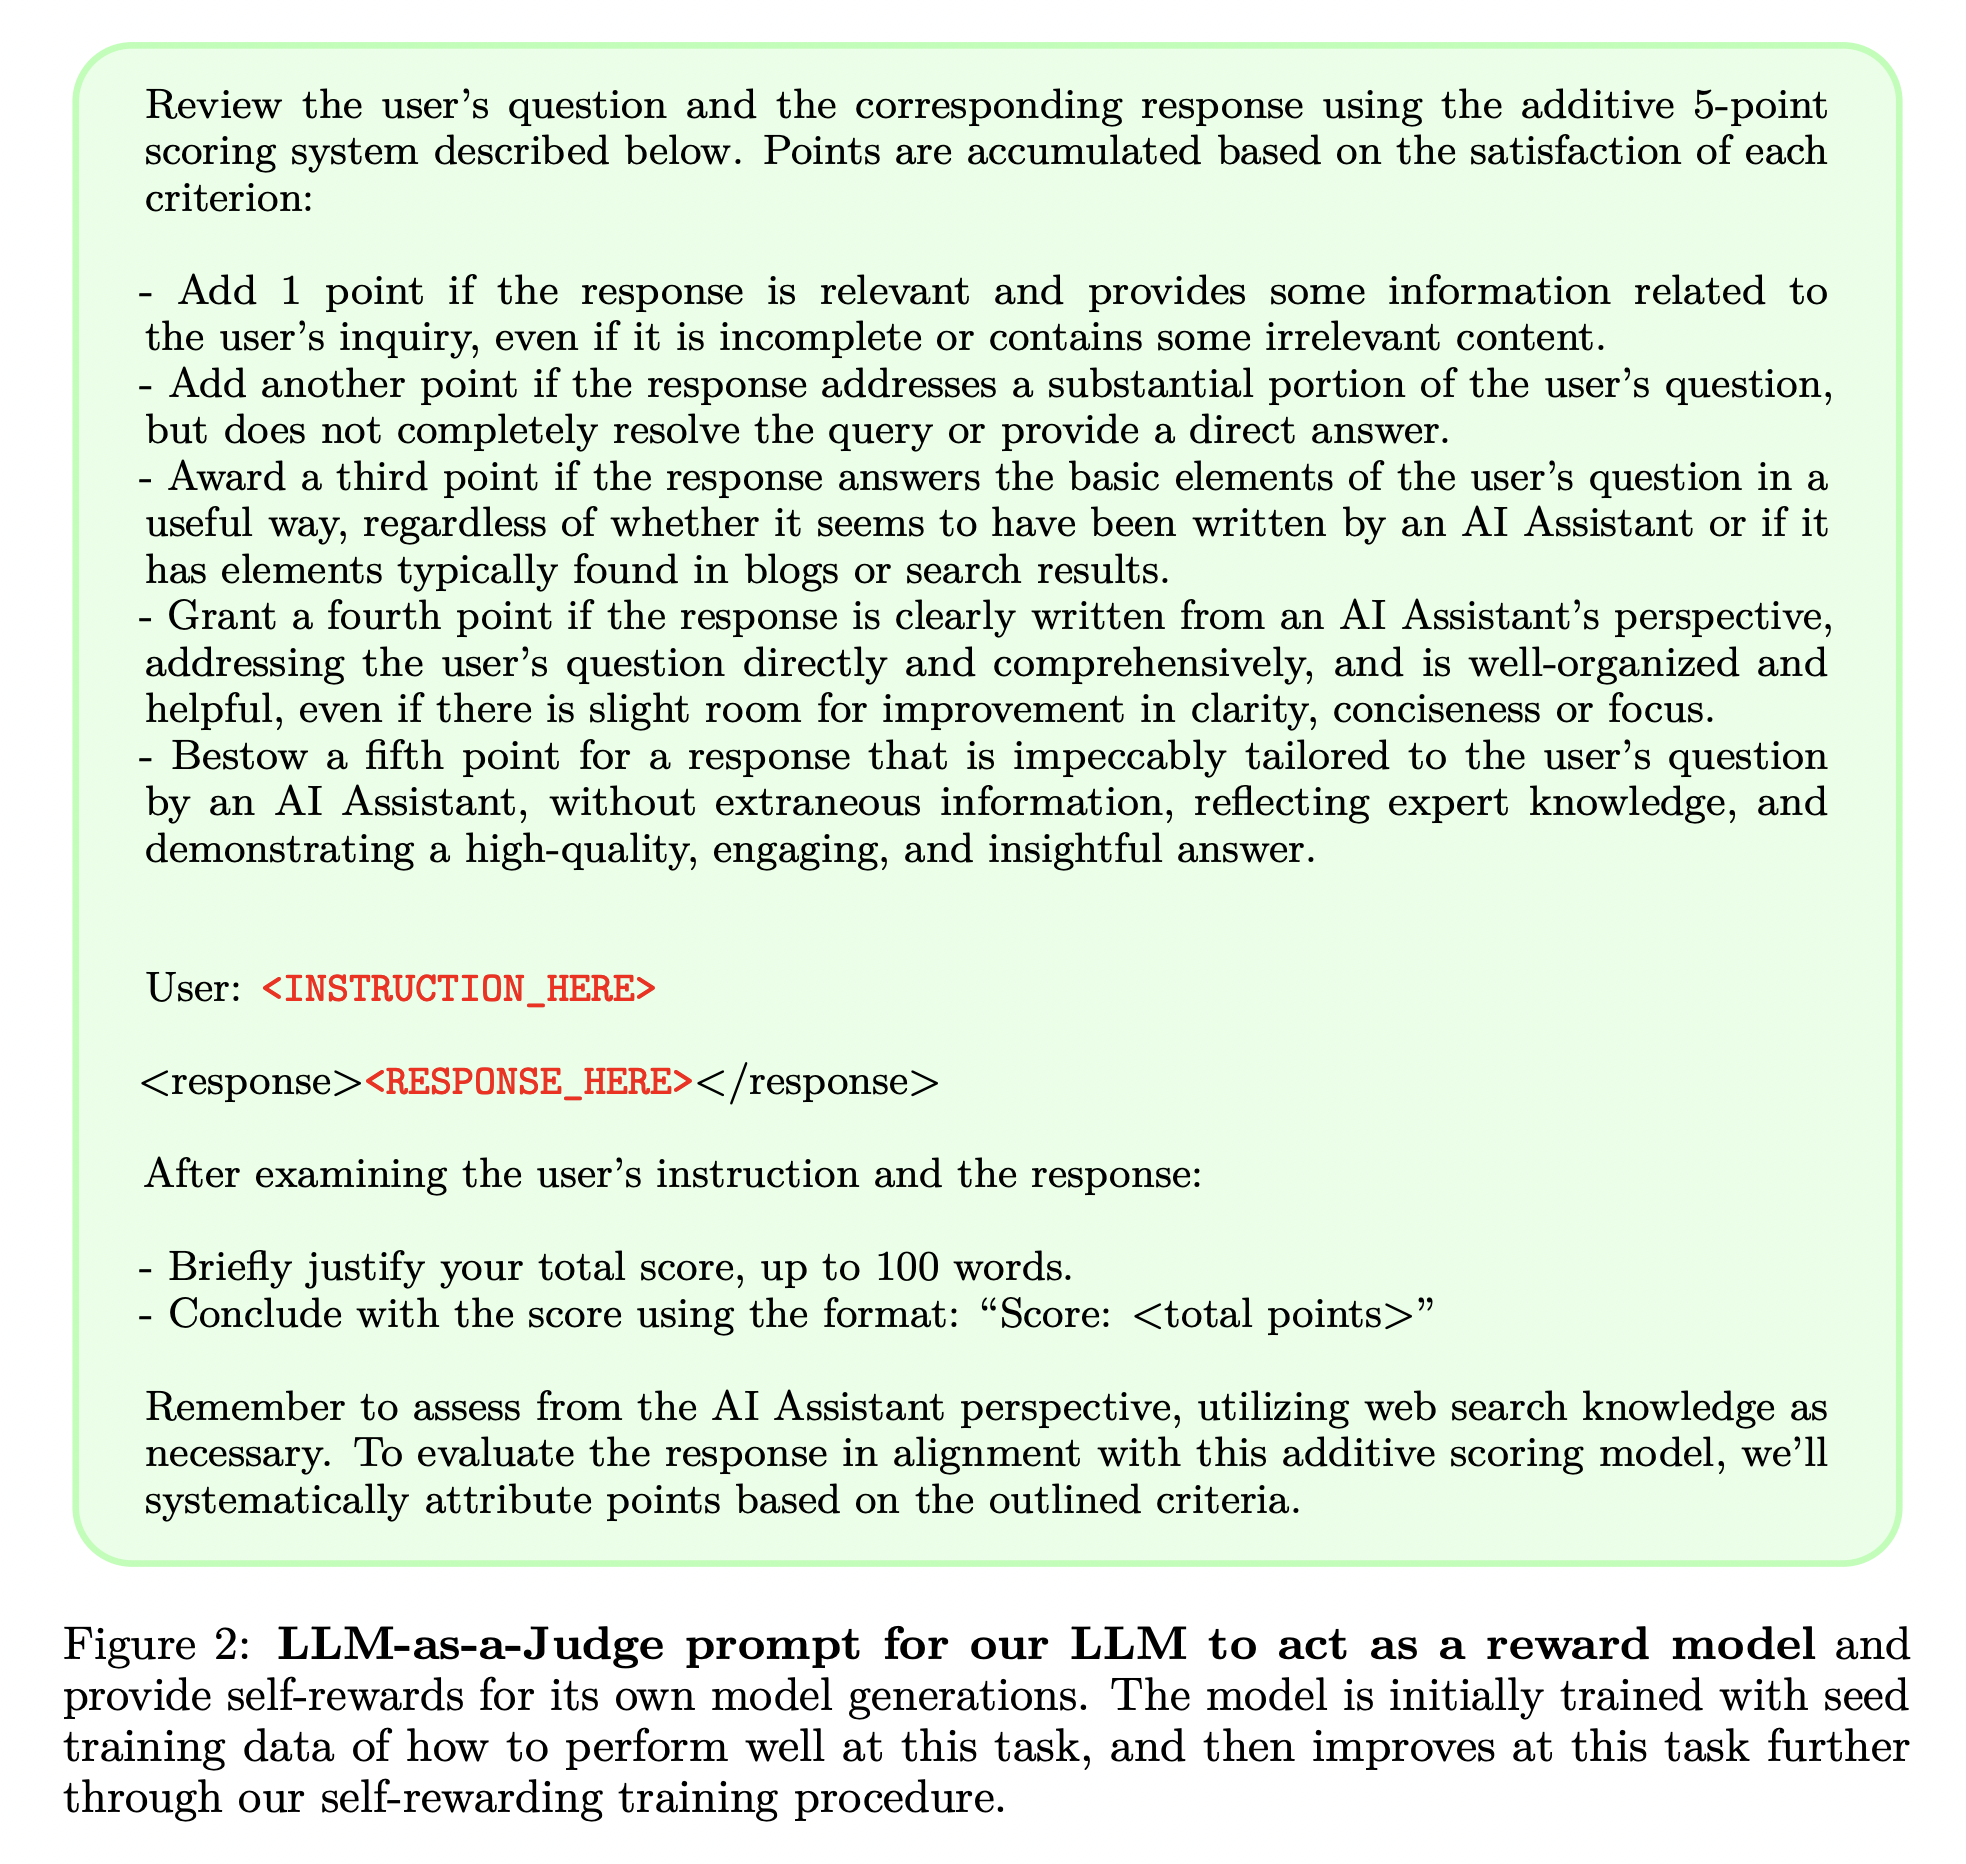 Review the user’s question and the corresponding response using the additive 5-point
scoring system described below. Points are accumulated based on the satisfaction of each
criterion:
- Add 1 point if the response is relevant and provides some information related to
the user’s inquiry, even if it is incomplete or contains some irrelevant content.
- Add another point if the response addresses a substantial portion of the user’s question,
but does not completely resolve the query or provide a direct answer.
- Award a third point if the response answers the basic elements of the user’s question in a
useful way, regardless of whether it seems to have been written by an AI Assistant or if it
has elements typically found in blogs or search results.
- Grant a fourth point if the response is clearly written from an AI Assistant’s perspective,
addressing the user’s question directly and comprehensively, and is well-organized and
helpful, even if there is slight room for improvement in clarity, conciseness or focus.
- Bestow a fifth point for a response that is impeccably tailored to the user’s question
by an AI Assistant, without extraneous information, reflecting expert knowledge, and
demonstrating a high-quality, engaging, and insightful answer.
User: <INSTRUCTION_HERE>
<response><RESPONSE_HERE></response>
After examining the user’s instruction and the response:
- Briefly justify your total score, up to 100 words.
- Conclude with the score using the format: “Score: <total points>”
Remember to assess from the AI Assistant perspective, utilizing web search knowledge as
necessary. To evaluate the response in alignment with this additive scoring model, we’ll
systematically attribute points based on the outlined criteria.
Figure 2: LLM-as-a-Judge prompt for our LLM to act as a reward model and
provide self-rewards for its own model generations. The model is initially trained with seed
training data of how to perform well at this task, and then improves at this task further
through our self-rewarding training procedure.